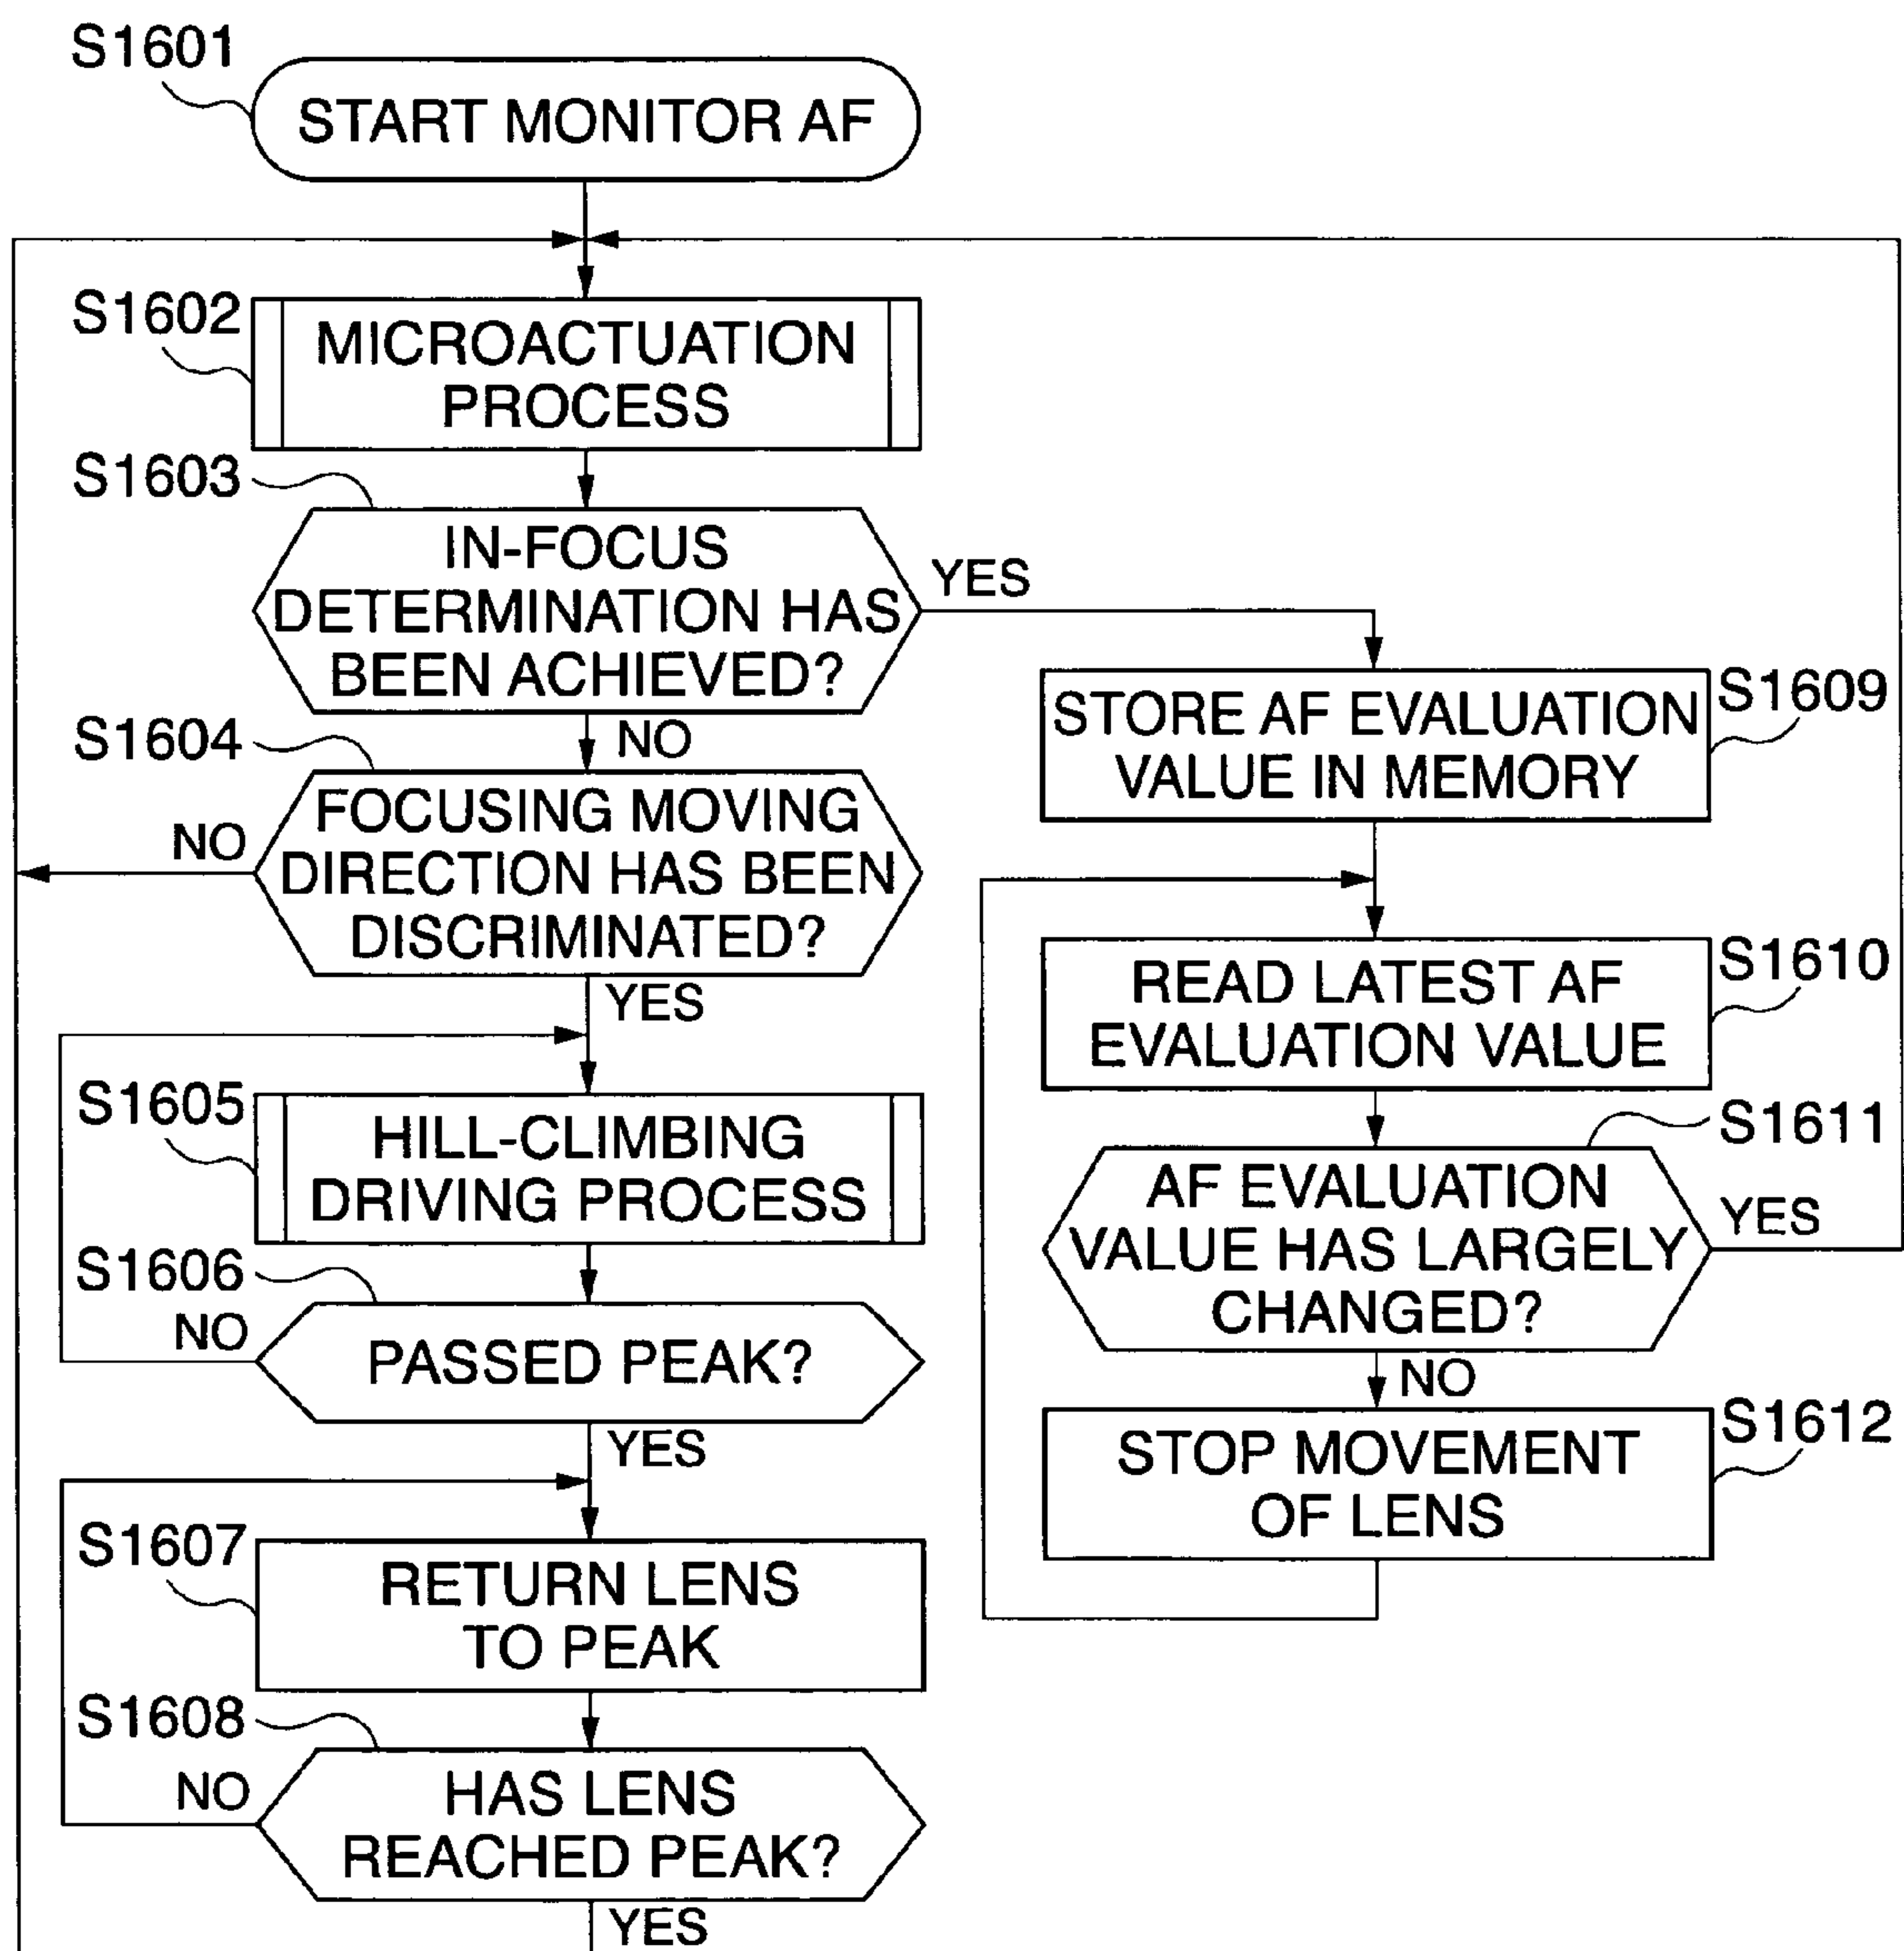 S1601
START MONITOR AF
S1602
MICROACTUATION
PROCESS
S1603
IN-FOCUS
DETERMINATION HAS
BEEN ACHIEVED?
YES
NO
S1604
FOCUSING MOVING
DIRECTION HAS BEEN
DISCRIMINATED?
NO
YES
S1605
HILL-CLIMBING
DRIVING PROCESS
S1606
PASSED PEAK?
NO
YES
S1607
RETURN LENS
TO PEAK
S1608
HAS LENS
REACHED PEAK?
NO
YES
S1609
STORE AF EVALUATION
VALUE IN MEMORY
S1610
READ LATEST AF
EVALUATION VALUE
S1611
AF EVALUATION
VALUE HAS LARGELY
CHANGED?
YES
NO
S1612
STOP MOVEMENT
OF LENS